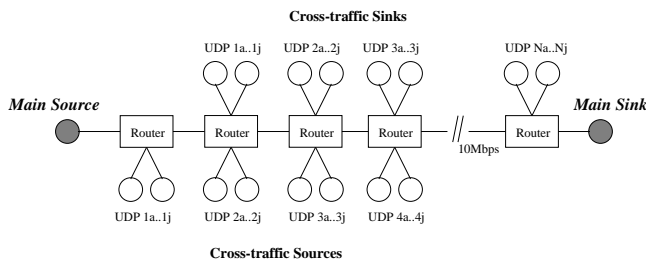 Cross-traffic Sinks
UDP 1a..1j UDP 2a..2j UDP 3a..3j UDP Na..Nj
Main Source Main Sink
Router Router Router Router Router
10Mbps
UDP 1a..1j UDP 2a..2j UDP 3a..3j UDP 4a..4j
Cross-traffic Sources